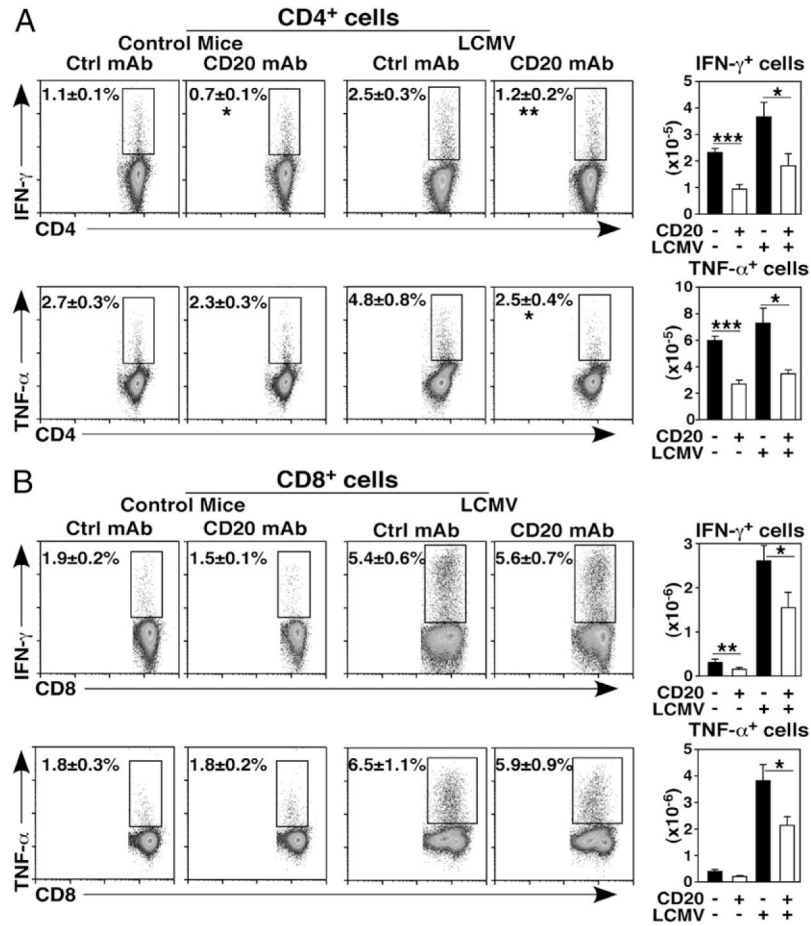 A
CD4+ cells
Control Mice LCMV
Ctrl mAb CD20 mAb Ctrl mAb CD20 mAb
IFN-γ
1.1±0.1% 0.7±0.1% 2.5±0.3% 1.2±0.2%
* **
CD4
IFN-γ+ cells
(x10-5)
5
4
3
2
1
0
*** *
CD20 - + - +
LCMV - - + +
TNF-α
2.7±0.3% 2.3±0.3% 4.8±0.8% 2.5±0.4%
*
CD4
TNF-α+ cells
(x10-5)
10
8
6
4
2
0
*** *
CD20 - + - +
LCMV - - + +
B
CD8+ cells
Control Mice LCMV
Ctrl mAb CD20 mAb Ctrl mAb CD20 mAb
IFN-γ
1.9±0.2% 1.5±0.1% 5.4±0.6% 5.6±0.7%
CD8
IFN-γ+ cells
(x10-6)
3
2
1
0
** *
CD20 - + - +
LCMV - - + +
TNF-α
1.8±0.3% 1.8±0.2% 6.5±1.1% 5.9±0.9%
CD8
TNF-α+ cells
(x10-6)
5
4
3
2
1
0
*
CD20 - + - +
LCMV - - + +